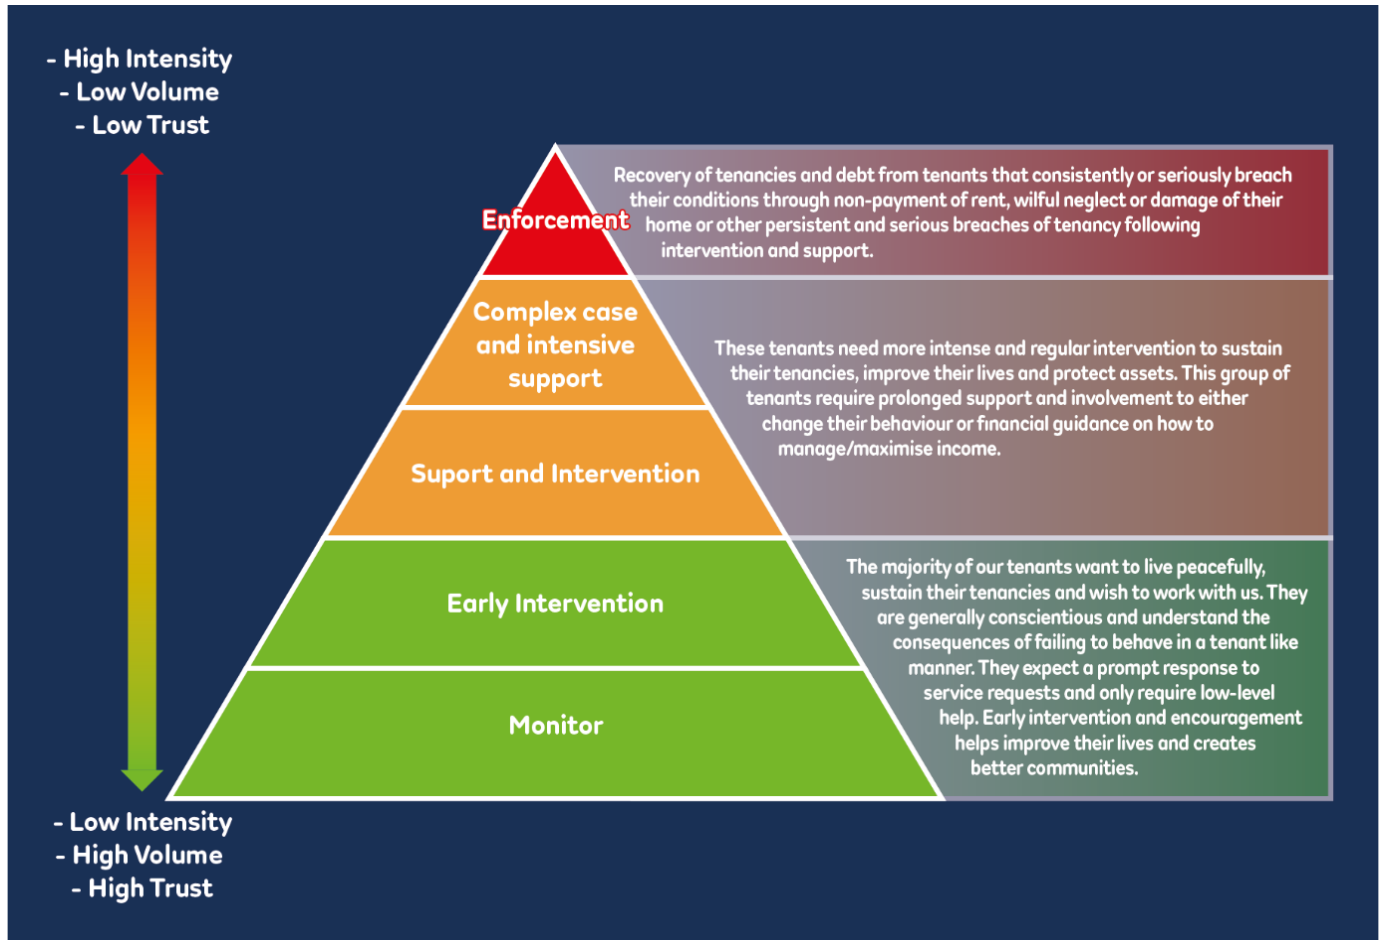 - High Intensity
- Low Volume
- Low Trust
Enforcement
Recovery of tenancies and debt from tenants that consistently or seriously breach
their conditions through non-payment of rent, wilful neglect or damage of their
home or other persistent and serious breaches of tenancy following
intervention and support.
Complex case
and intensive
support
These tenants need more intense and regular intervention to sustain
their tenancies, improve their lives and protect assets. This group of
tenants require prolonged support and involvement to either
change their behaviour or financial guidance on how to
manage/maximise income.
Suport and Intervention
Early Intervention
The majority of our tenants want to live peacefully,
sustain their tenancies and wish to work with us. They
are generally conscientious and understand the
consequences of failing to behave in a tenant like
manner. They expect a prompt response to
service requests and only require low-level
help. Early intervention and encouragement
helps improve their lives and creates
better communities.
Monitor
- Low Intensity
- High Volume
- High Trust